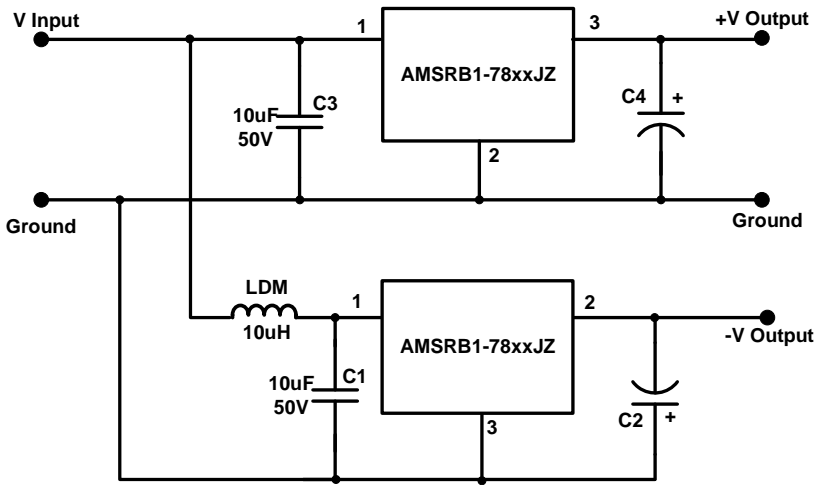 V Input
1
AMSRB1-78xxJZ
3
+V Output
10uF
50V
C3
C4
+
2
Ground
Ground
LDM
10uH
1
AMSRB1-78xxJZ
2
-V Output
10uF
50V
C1
C2
+
3